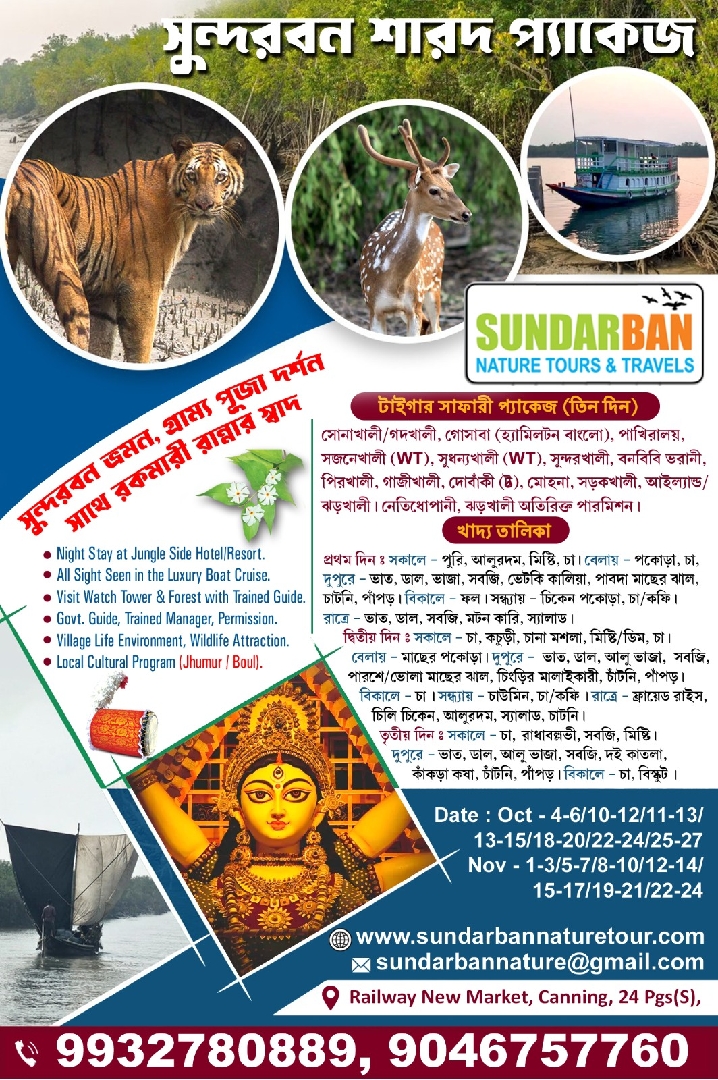 সুন্দরবন শারদ প্যাকেজ
SUNDARBAN
NATURE TOURS & TRAVELS
সুন্দরবন ভ্রমন, গ্রাম্য পুজা দর্শন
সাথে রকমারী রান্নার স্বাদ
Night Stay at Jungle Side Hotel/Resort.
All Sight Seen in the Luxury Boat Cruise.
Visit Watch Tower & Forest with Trained Guide.
Govt. Guide, Trained Manager, Permission.
Village Life Environment, Wildlife Attraction.
Local Cultural Program (Jhumur / Boul).
টাইগার সাফারী প্যাকেজ (তিন দিন)
সোনাখালী/গদখালী, গোসাবা (হ্যামিলটন বাংলো), পাখিরালয়,
সজনেখালী (WT), সুধন্যখালী (WT), সুন্দরখালী, বনবিবি ভরানী,
পিরখালী, গাজীখালী, দোবাঁকী, মোহনা, সড়কখালী, আইল্যান্ড/
ঝড়খালী। নেতিধোপানী, ঝড়খালী অতিরিক্ত পারমিশন।
খাদ্য তালিকা
প্রথম দিন ঃ সকালে – পুরি, আলুরদম, মিস্টি, চা। বেলায় – পকোড়া, চা,
দুপুরে – ভাত, ডাল, ভাজা, সবজি, ভেটকি কালিয়া, পাবদা মাছের ঝাল,
চাটনি, পাঁপড়। বিকালে – ফল। সন্ধ্যায় – চিকেন পকোড়া, চা/কফি।
রাত্রে – ভাত, ডাল, সবজি, মটন কারি, স্যালাড।
দ্বিতীয় দিন ঃ সকালে – চা, কচুড়ী, চানা মশলা, মিষ্টি/ডিম, চা।
বেলায় – মাছের পকোড়া। দুপুরে – ভাত, ডাল, আলু ভাজা, সবজি,
পারশে/ভোলা মাছের ঝাল, চিংড়ির মালাইকারী, চাঁটনি, পাঁপড়।
বিকালে – চা। সন্ধ্যায় – চাউমিন, চা/কফি। রাত্রে – ফ্রায়েড রাইস,
চিলি চিকেন, আলুরদম, স্যালাড, চাটনি।
তৃতীয় দিন ঃ সকালে – চা, রাধাবল্লভী, সবজি, মিষ্টি।
দুপুরে – ভাত, ডাল, আলু ভাজা, সবজি, দই কাতলা,
কাঁকড়া কষা, চাঁটনি, পাঁপড়। বিকালে – চা, বিস্কুট।
Date : Oct - 4-6/10-12/11-13/
13-15/18-20/22-24/25-27
Nov - 1-3/5-7/8-10/12-14/
15-17/19-21/22-24
www.sundarbannaturetour.com
sundarbannature@gmail.com
Railway New Market, Canning, 24 Pgs(S),
9932780889, 9046757760